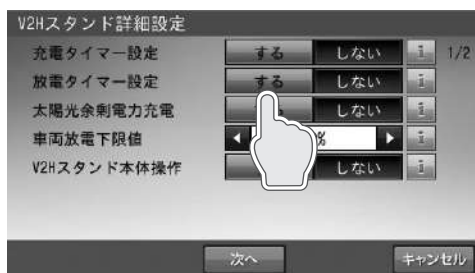 V2Hスタンド詳細設定
充電タイマー設定 する しない i 1/2
放電タイマー設定 する しない i
太陽光余剰電力充電 しない i
車両放電下限値 % i
V2Hスタンド本体操作 しない i
次へ キャンセル